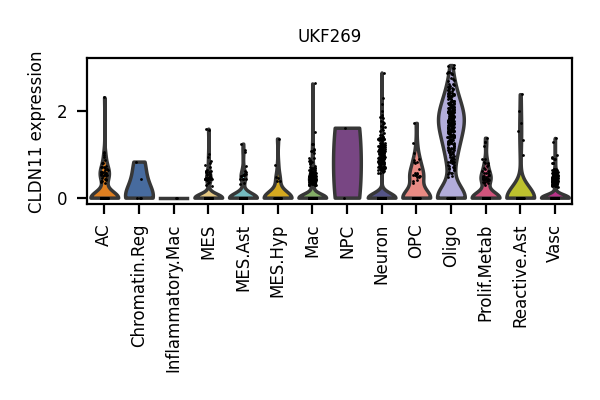 UKF269
CLDN11 expression
2
0
AC
Chromatin.Reg
Inflammatory.Mac
MES
MES.Ast
MES.Hyp
Mac
NPC
Neuron
OPC
Oligo
Prolif.Metab
Reactive.Ast
Vasc